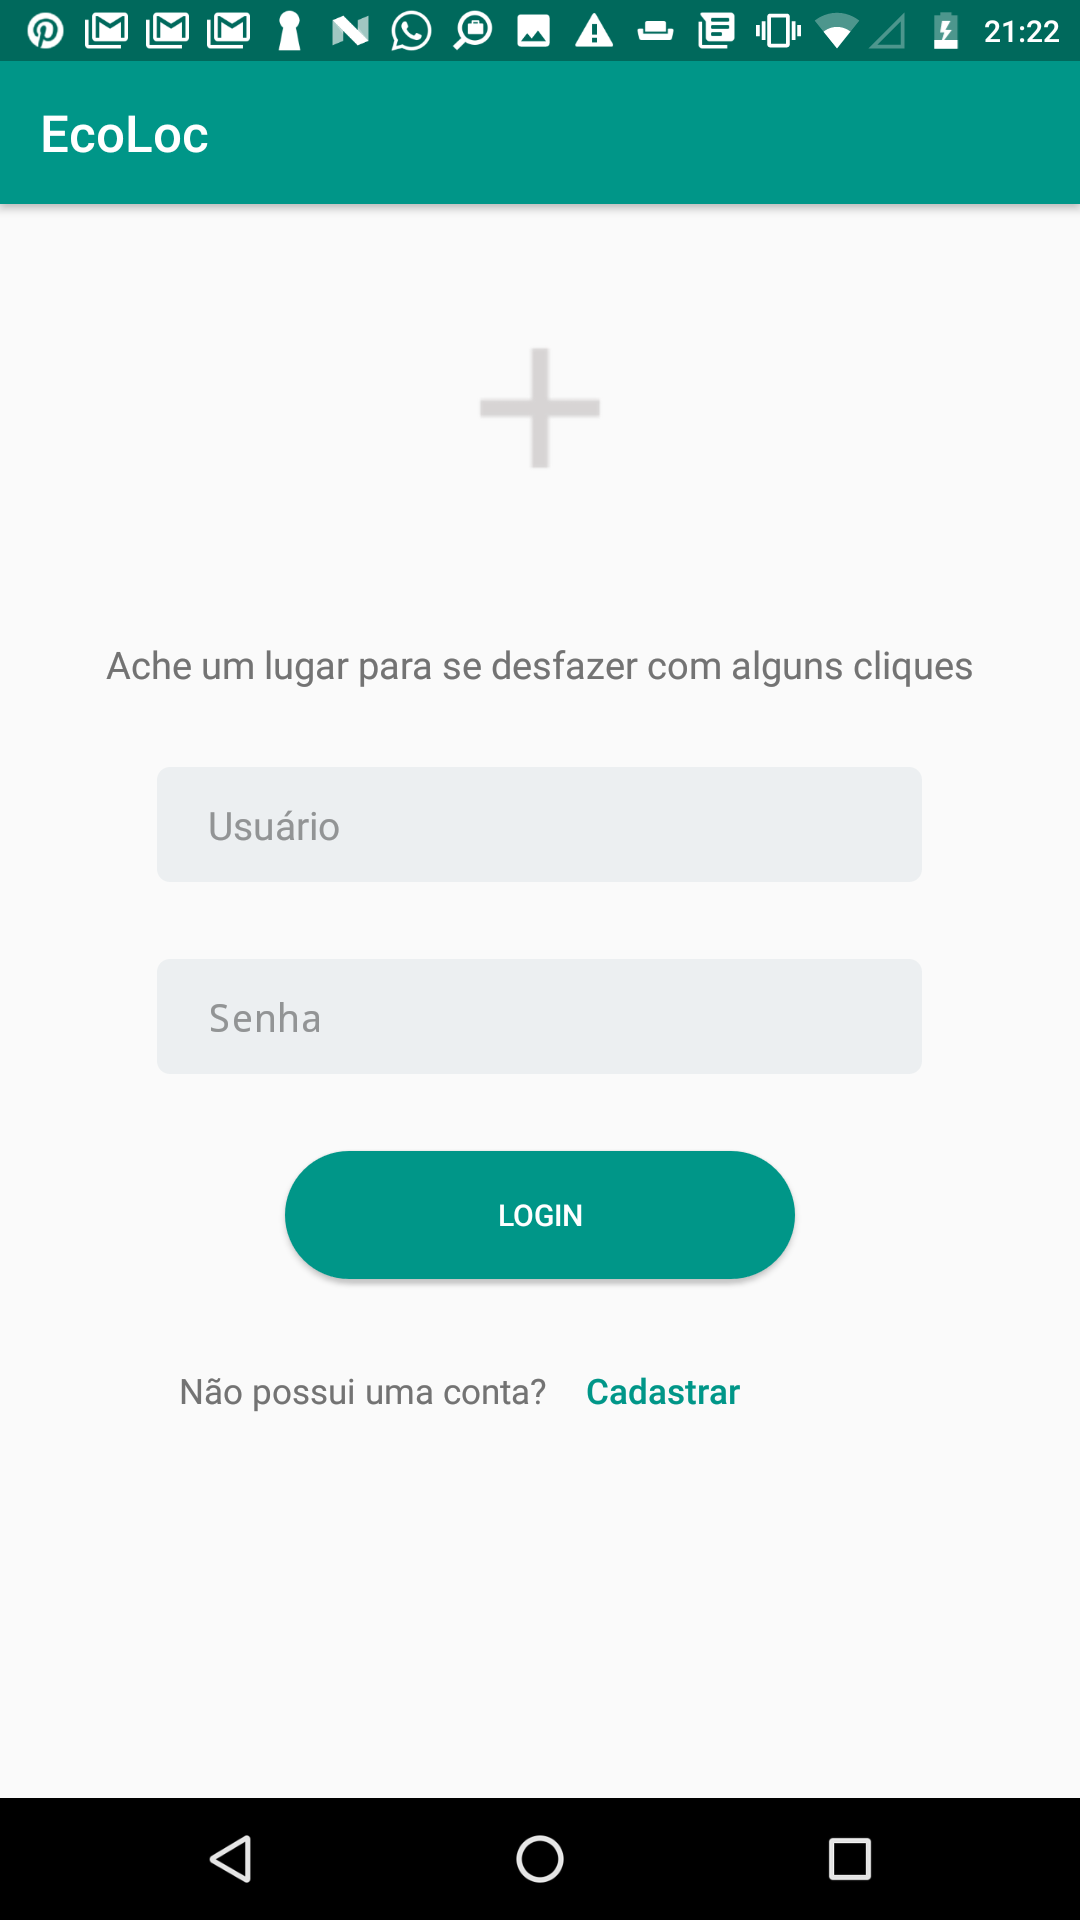 21:22
EcoLoc
Ache um lugar para se desfazer com alguns cliques
Usuário
Senha
LOGIN
Não possui uma conta? Cadastrar